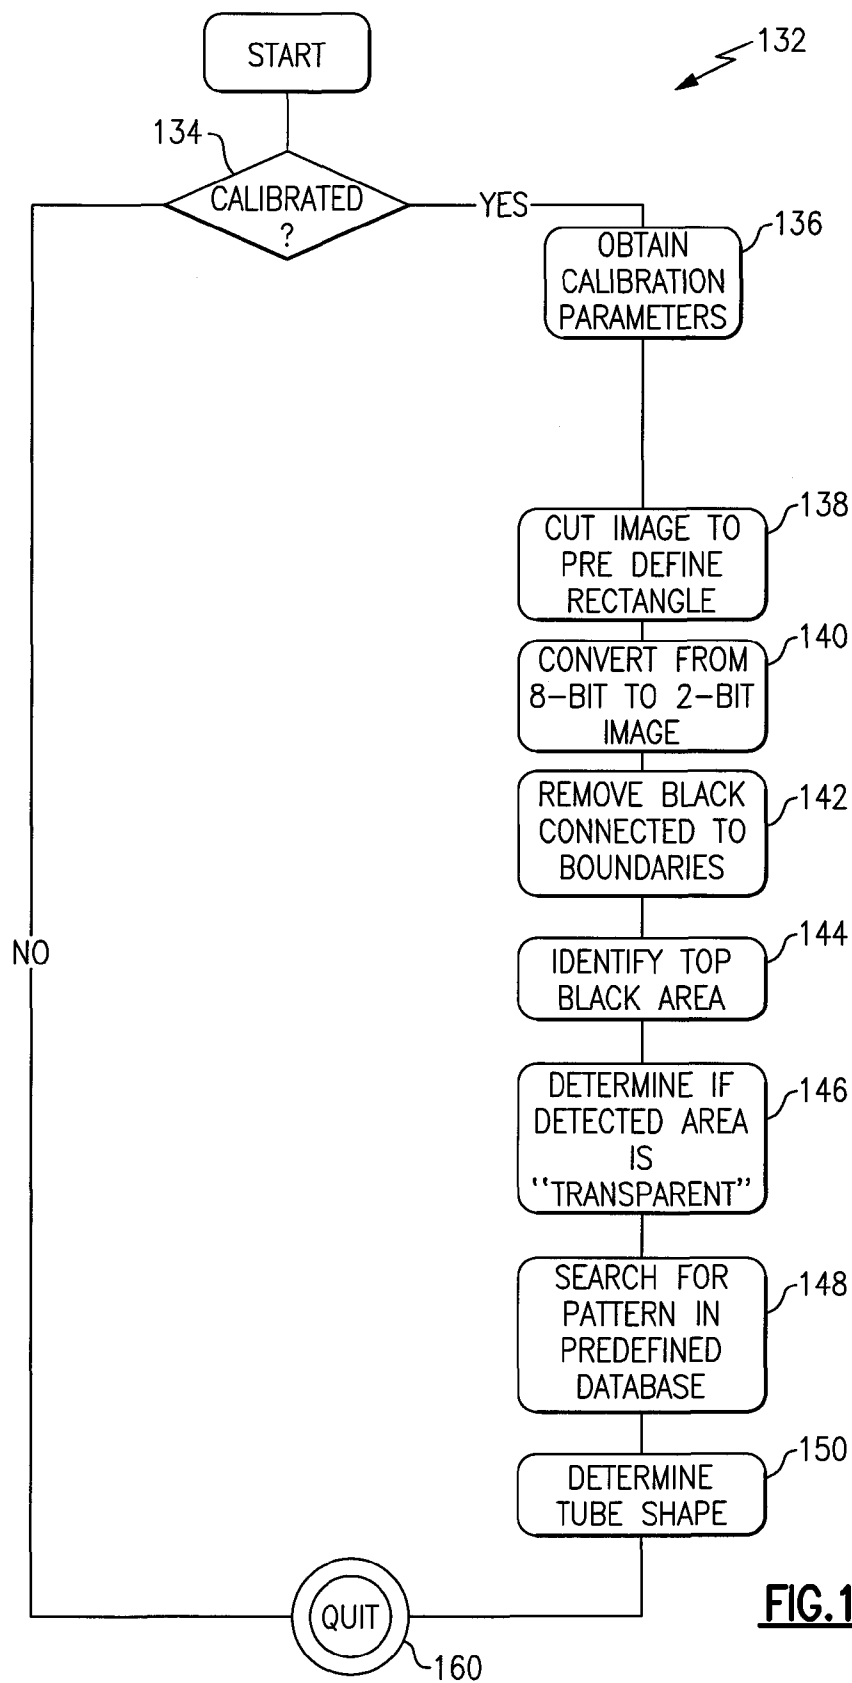 START
132
134
CALIBRATED
?
YES
136
OBTAIN
CALIBRATION
PARAMETERS
138
CUT IMAGE TO
PRE DEFINE
RECTANGLE
140
CONVERT FROM
8-BIT TO 2-BIT
IMAGE
142
REMOVE BLACK
CONNECTED TO
BOUNDARIES
NO
144
IDENTIFY TOP
BLACK AREA
146
DETERMINE IF
DETECTED AREA
IS
"TRANSPARENT"
148
SEARCH FOR
PATTERN IN
PREDEFINED
DATABASE
150
DETERMINE
TUBE SHAPE
QUIT
160
FIG.1